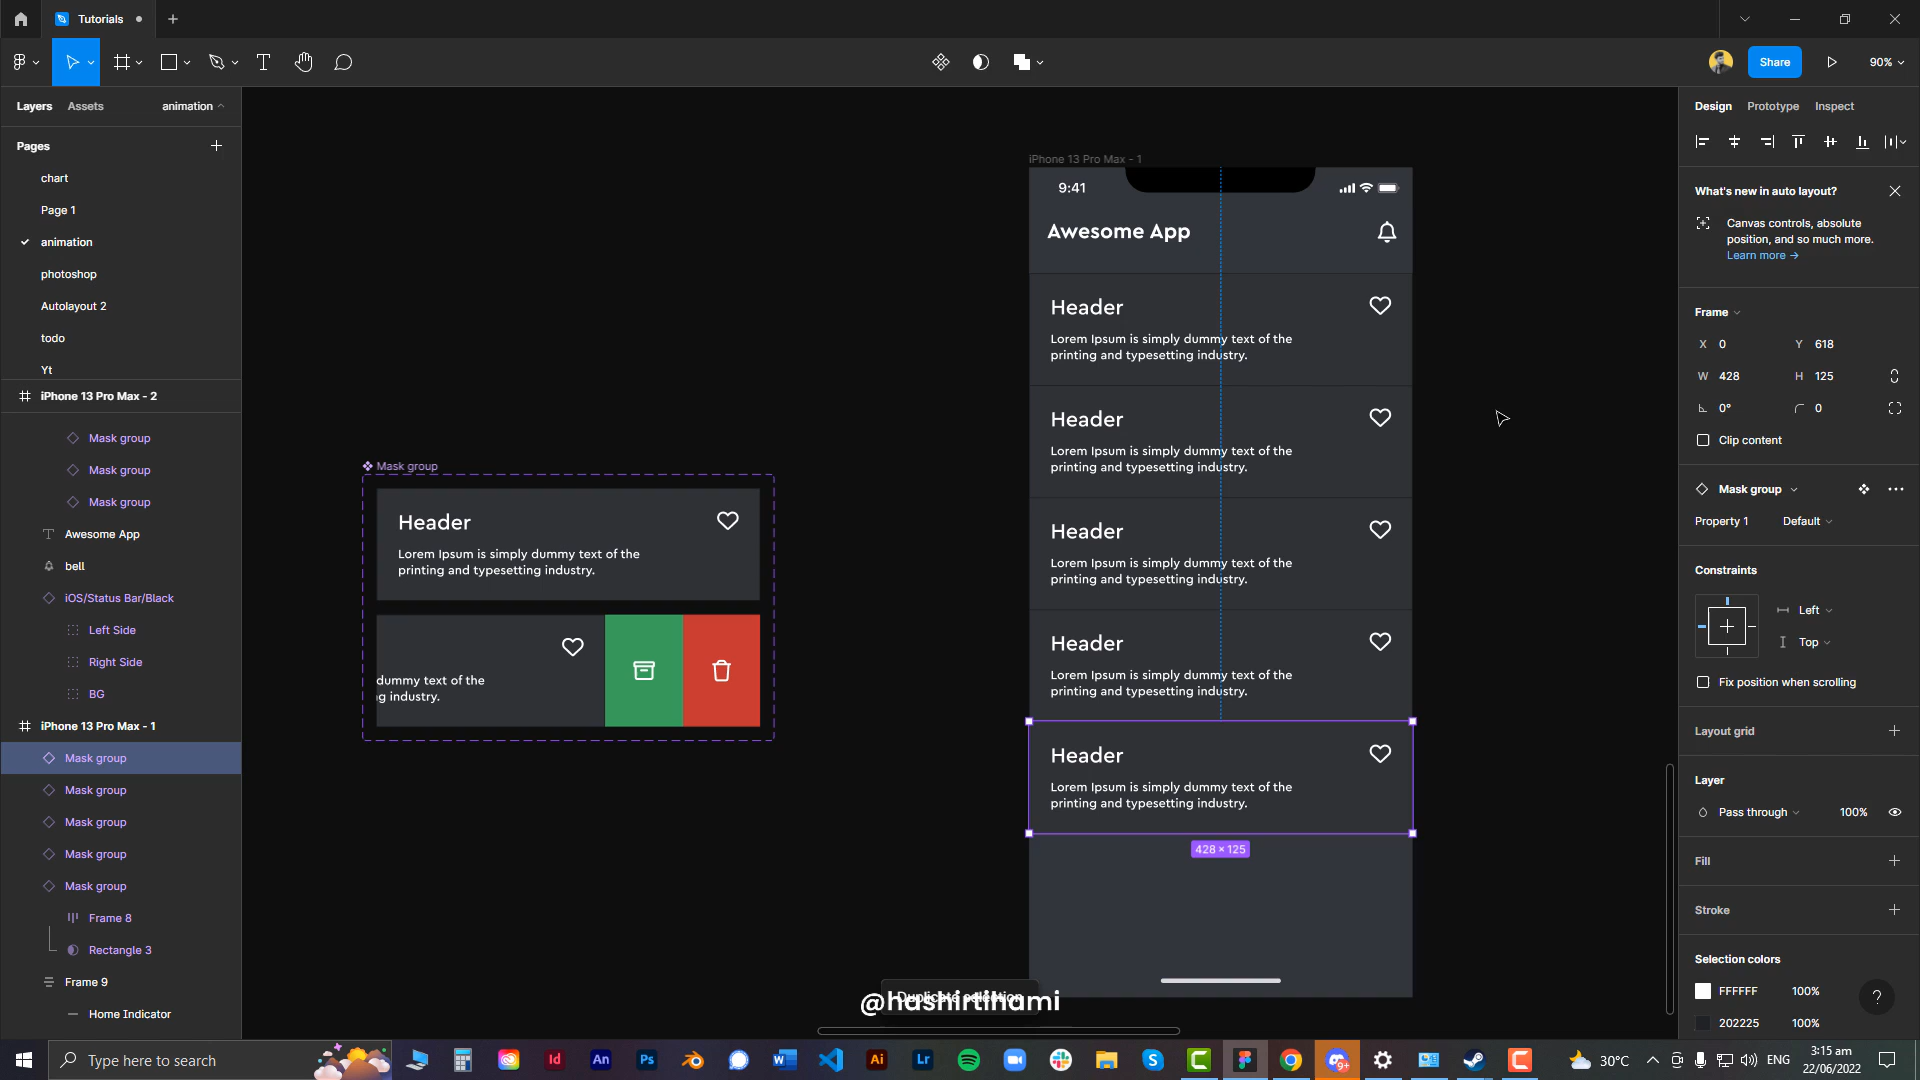 Tutorials
Share
90%
Layers
Assets
animation
Pages
chart
Page 1
animation
photoshop
Autolayout 2
todo
Yt
iPhone 13 Pro Max - 2
Mask group
Mask group
Mask group
Awesome App
bell
iOS/Status Bar/Black
Left Side
Right Side
BG
iPhone 13 Pro Max - 1
Mask group
Mask group
Mask group
Mask group
Mask group
Frame 8
Rectangle 3
Frame 9
Home Indicator
Mask group
Header
Lorem Ipsum is simply dummy text of the
printing and typesetting industry.
dummy text of the
g industry.
iPhone 13 Pro Max - 1
9:41
Awesome App
Header
Lorem Ipsum is simply dummy text of the
printing and typesetting industry.
Header
Lorem Ipsum is simply dummy text of the
printing and typesetting industry.
Header
Lorem Ipsum is simply dummy text of the
printing and typesetting industry.
Header
Lorem Ipsum is simply dummy text of the
printing and typesetting industry.
Header
Lorem Ipsum is simply dummy text of the
printing and typesetting industry.
428 × 125
Duplicate selection
@hashirtihami
Design
Prototype
Inspect
What's new in auto layout?
Canvas controls, absolute
position, and so much more.
Learn more →
Frame
X 0
Y 618
W 428
H 125
0°
0
Clip content
Mask group
Property 1
Default
Constraints
Left
Top
Fix position when scrolling
Layout grid
Layer
Pass through
100%
Fill
Stroke
Selection colors
FFFFFF
100%
202225
100%
?
Type here to search
Id
An
Ps
W
Ai
Lr
S
9+
30°C
ENG
3:15 am
22/06/2022